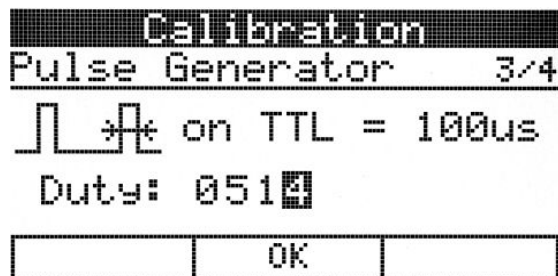 Calibration
Pulse Generator 3/4
on TTL = 100us
Duty: 0514
OK